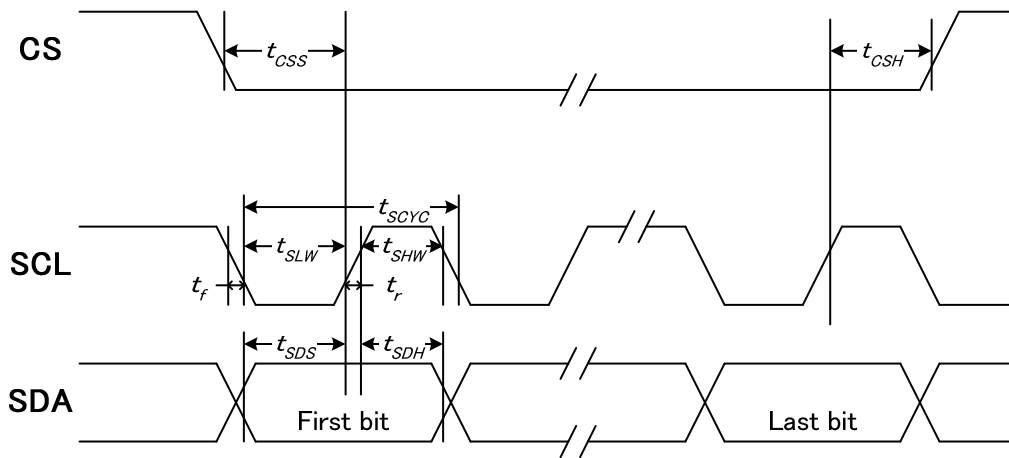 CS
tCSS
tCSH
tSCYC
SCL
tSLW
tSHW
tf
tr
tSDS
tSDH
SDA
First bit
Last bit